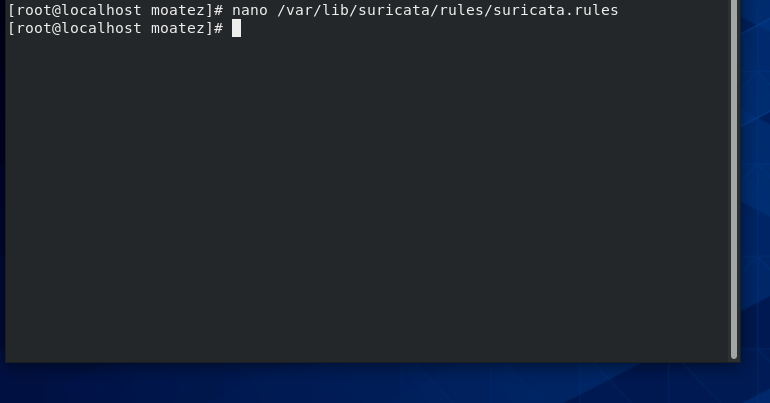 [root@localhost moatez]# nano /var/lib/suricata/rules/suricata.rules
[root@localhost moatez]#